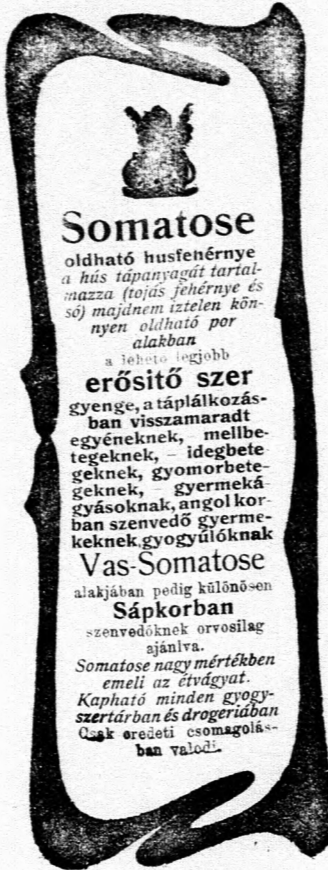 Somatose
oldható husfehérnye
a hús tápanyagát tartal-
mazza (tojás fehérnye és
só) majdnem iztelen kön-
nyen oldható por
alakban
a lehető legjobb
erősitő szer
gyenge, a táplálkozás-
ban visszamaradt
egyéneknek, mellbe-
tegeknek, – idegbete
geknek, gyomorbete-
geknek, gyermeká
gyásoknak, angol kor-
ban szenvedő gyerme-
keknek, gyogyúlóknak
Vas-Somatose
alakjában pedig különösen
Sápkorban
szenvedőknek orvosilag
ajánlva.
Somatose nagy mértékben
emeli az étvágyat.
Kapható minden gyogy-
szertárban és drogeriában
Csak eredeti csomagolás-
ban valodi.